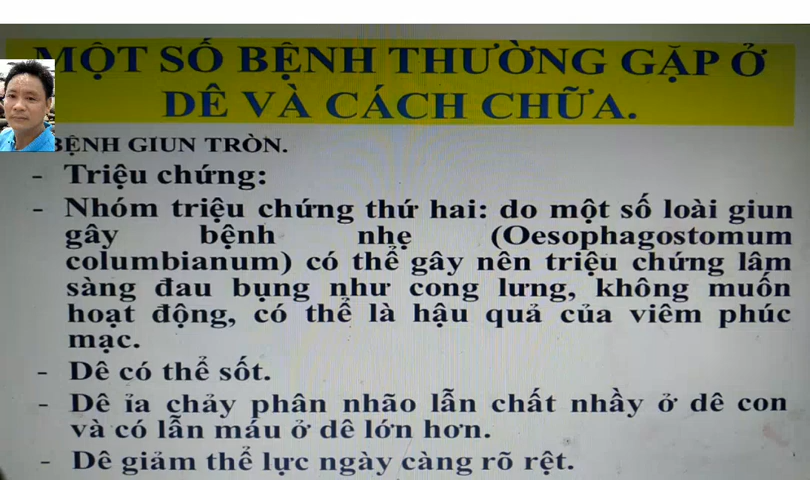 MỘT SỐ BỆNH THƯỜNG GẶP Ở
DÊ VÀ CÁCH CHỮA.
BỆNH GIUN TRÒN.
- Triệu chứng:
- Nhóm triệu chứng thứ hai: do một số loài giun
gây bệnh nhẹ (Oesophagostomum
columbianum) có thể gây nên triệu chứng lâm
sàng đau bụng như cong lưng, không muốn
hoạt động, có thể là hậu quả của viêm phúc
mạc.
- Dê có thể sốt.
- Dê ỉa chảy phân nhão lẫn chất nhầy ở dê con
và có lẫn máu ở dê lớn hơn.
- Dê giảm thể lực ngày càng rõ rệt.